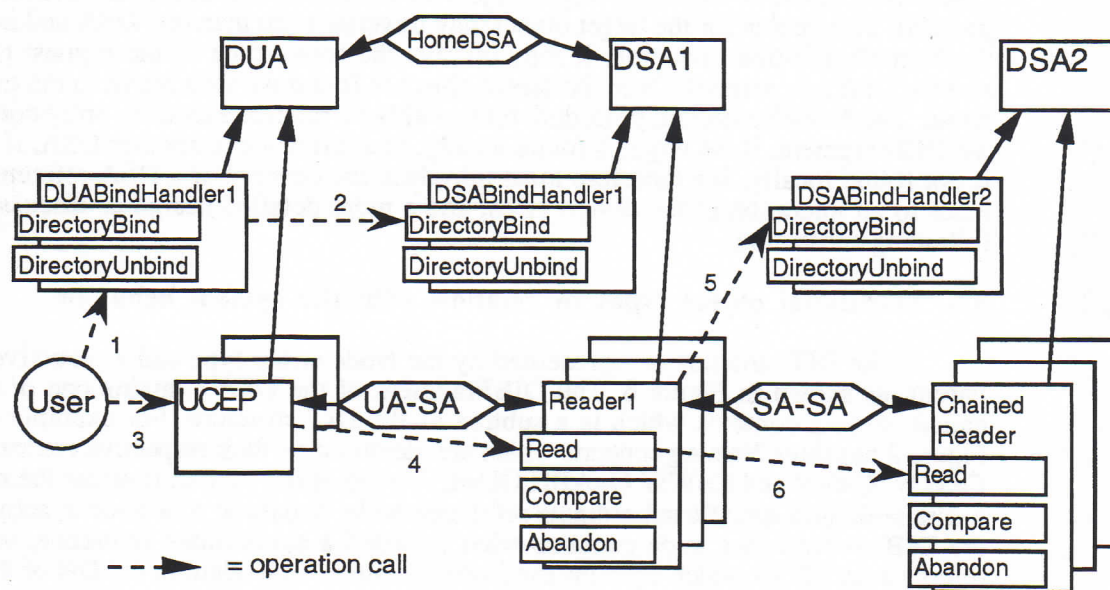 HomeDSA
DUA
DSA1
DSA2
DUABindHandler1
DirectoryBind
DirectoryUnbind
2
DSABindHandler1
DirectoryBind
DirectoryUnbind
DSABindHandler2
DirectoryBind
DirectoryUnbind
5
1
User
3
UCEP
UA-SA
4
Reader1
Read
Compare
Abandon
SA-SA
6
Chained
Reader
Read
Compare
Abandon
= operation call